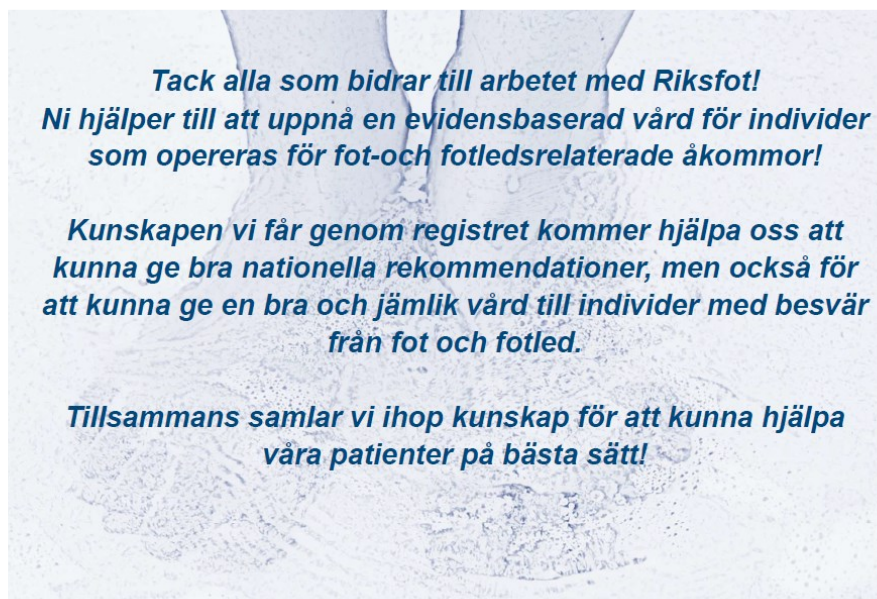 Tack alla som bidrar till arbetet med Riksfot!
Ni hjälper till att uppnå en evidensbaserad vård för individer
som opereras för fot-och fotledsrelaterade åkommor!
Kunskapen vi får genom registret kommer hjälpa oss att
kunna ge bra nationella rekommendationer, men också för
att kunna ge en bra och jämlik vård till individer med besvär
från fot och fotled.
Tillsammans samlar vi ihop kunskap för att kunna hjälpa
våra patienter på bästa sätt!